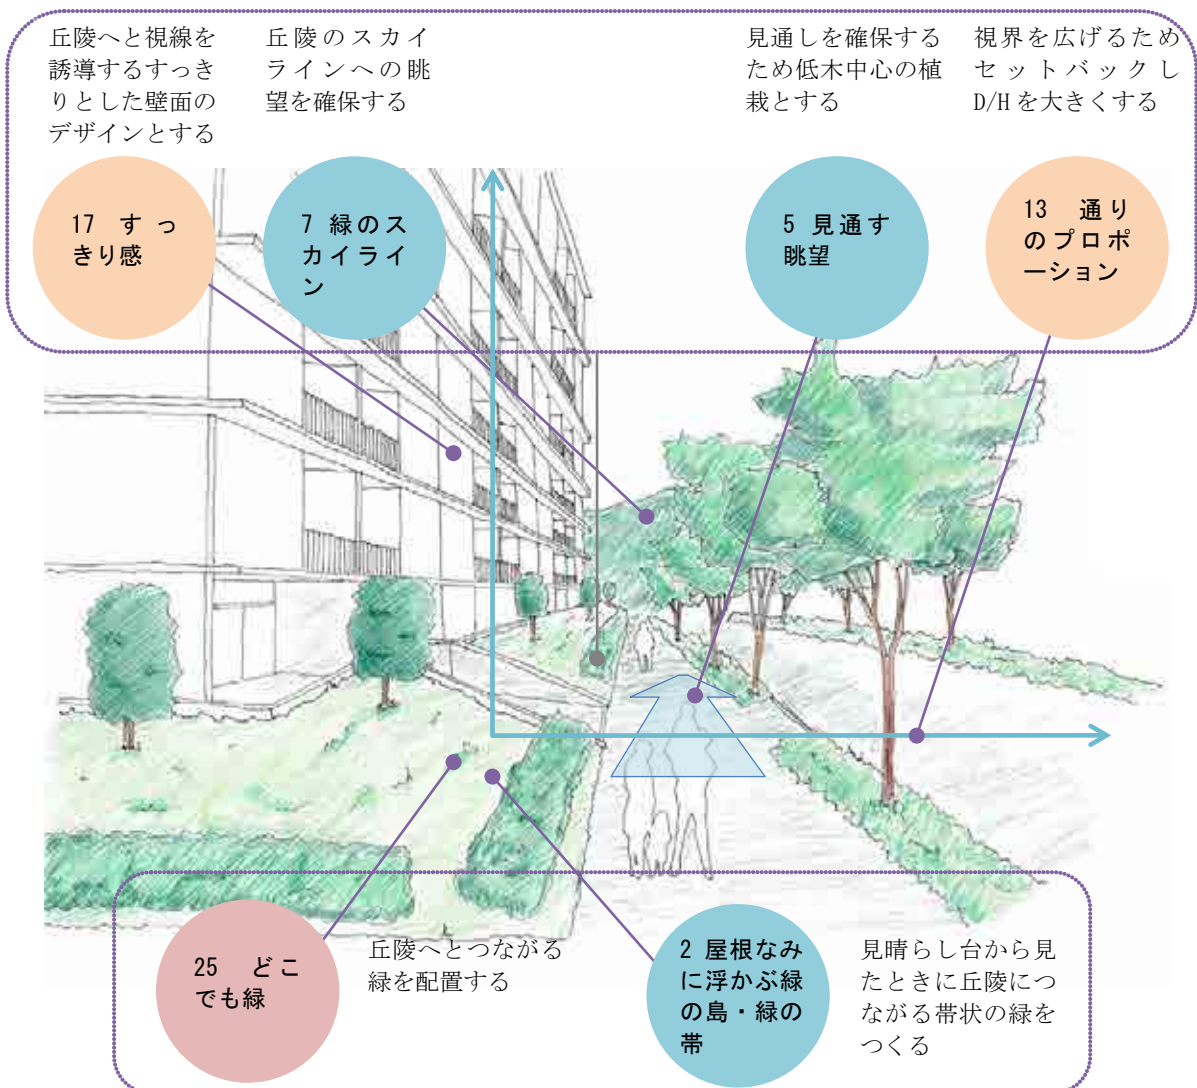 丘陵へと視線を
誘導するすっき
りとした壁面の
デザインとする
丘陵のスカイ
ラインへの眺
望を確保する
見通しを確保する
ため低木中心の植
栽とする
視界を広げるため
セットバックし
D/Hを大きくする
17 すっ
きり感
7 緑のス
カイライ
ン
5 見通す
眺望
13 通り
のプロポ
ーション
25 どこ
でも緑
丘陵へとつながる
緑を配置する
2 屋根なみ
に浮かぶ緑
の島・緑の
帯
見晴らし台から見
たときに丘陵につ
ながる帯状の緑を
つくる